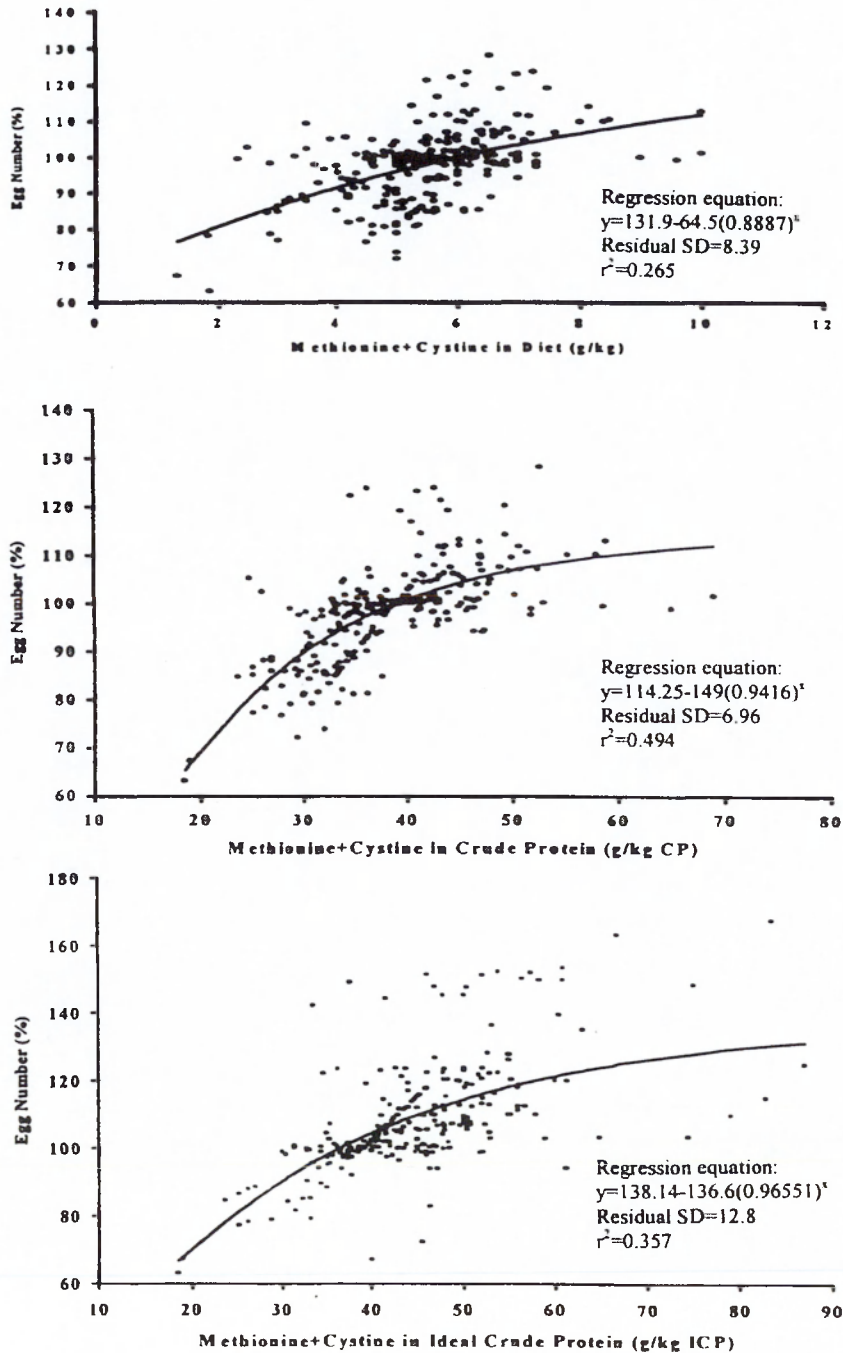 140
130
120
110
100
90
80
70
60
Egg Number (%)
Regression equation:
y=131.9-64.5(0.8887)ˣ
Residual SD=8.39
r²=0.265
0 2 4 6 8 10 12
Methionine+Cystine in Diet (g/kg)
140
130
120
110
100
90
80
70
60
Egg Number (%)
Regression equation:
y=114.25-149(0.9416)ˣ
Residual SD=6.96
r²=0.494
10 20 30 40 50 60 70 80
Methionine+Cystine in Crude Protein (g/kg CP)
180
160
140
120
100
80
60
Egg Number (%)
Regression equation:
y=138.14-136.6(0.96551)ˣ
Residual SD=12.8
r²=0.357
10 20 30 40 50 60 70 80 90
Methionine+Cystine in Ideal Crude Protein (g/kg ICP)